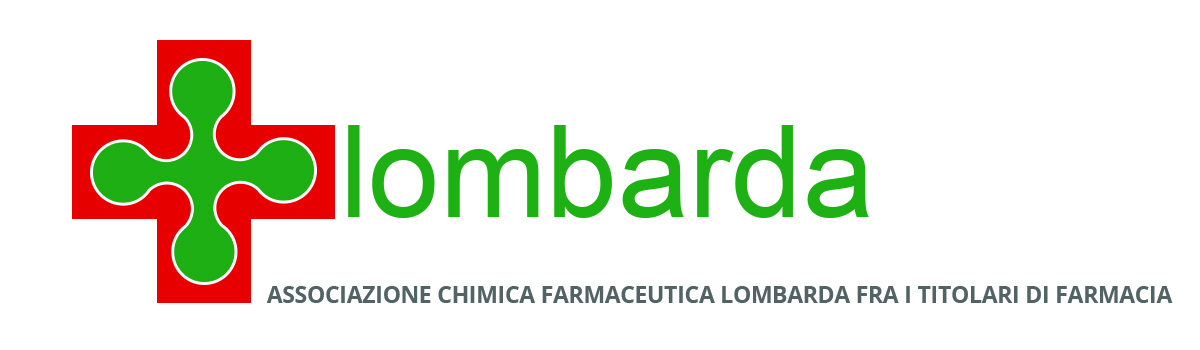 lombarda
ASSOCIAZIONE CHIMICA FARMACEUTICA LOMBARDA FRA I TITOLARI DI FARMACIA